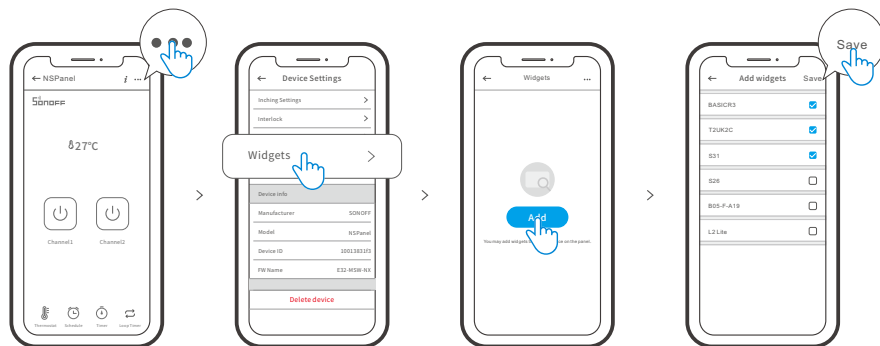 ← NSPanel i ...
SONOFF
27℃
Channel1 Channel2
Thermostat Schedule Timer Loop Timer
← Device Settings
Inching Settings >
Interlock >
Widgets >
Device info
Manufacturer SONOFF
Model NSPanel
Device ID 10013831f3
FW Name E32-MSW-NX
Delete device
← Widgets ...
Add
You may add widgets on the panel.
← Add widgets Save
Save
BASICR3
T2UK2C
S31
S26
B05-F-A19
L2 Lite